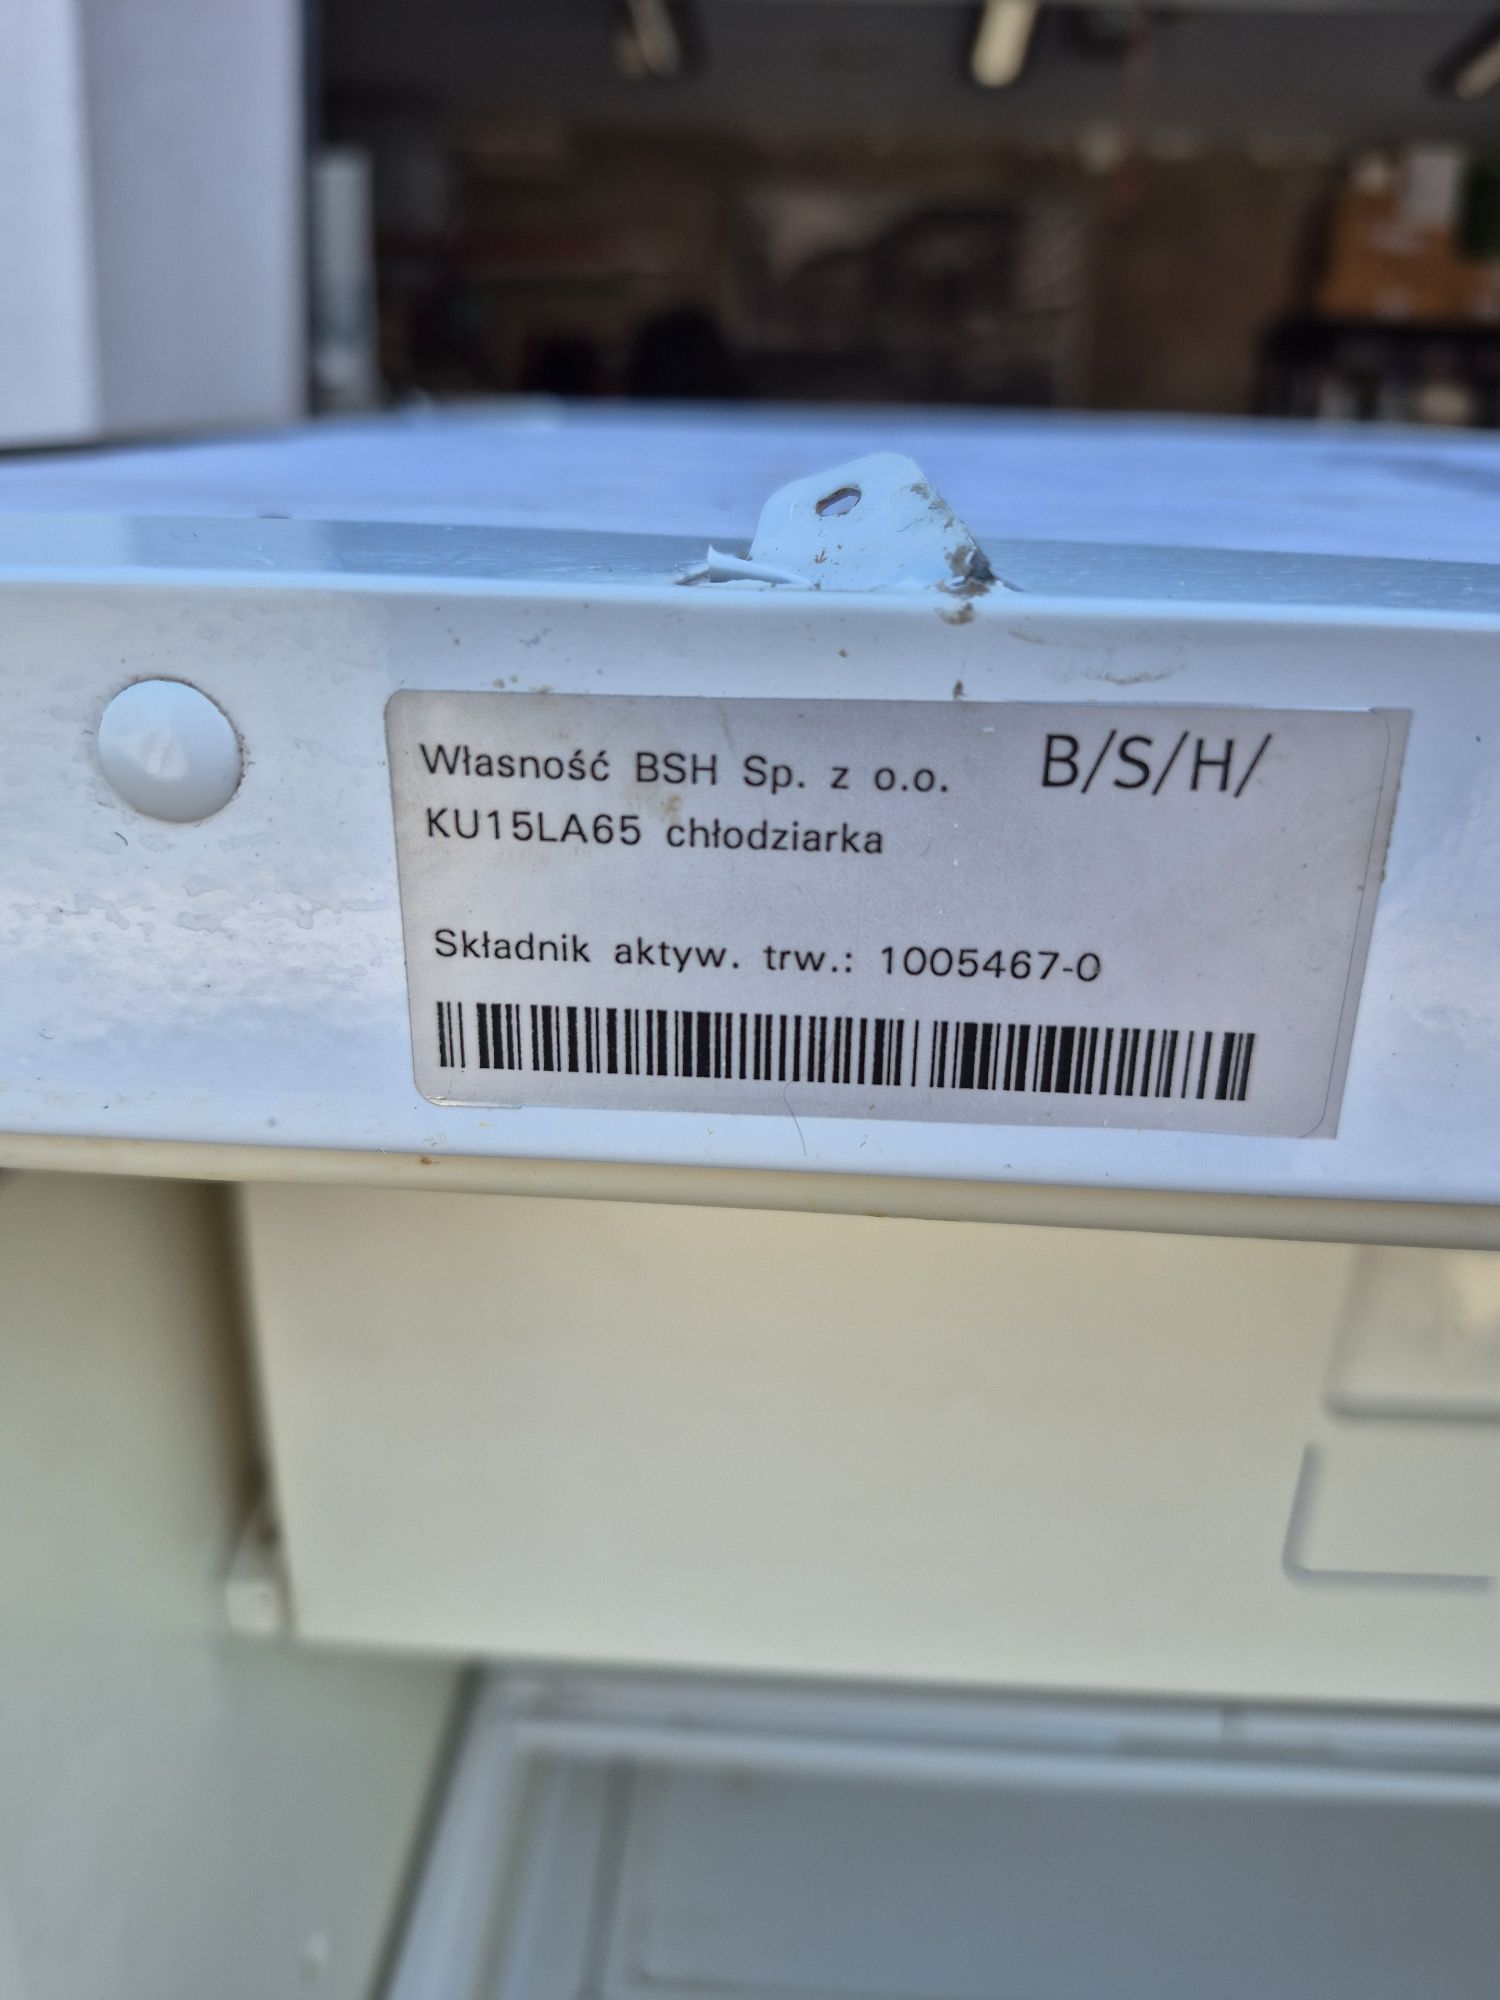 Własność BSH Sp. z o.o. B/S/H/
KU15LA65 chłodziarka
Składnik aktyw. trw.: 1005467-0